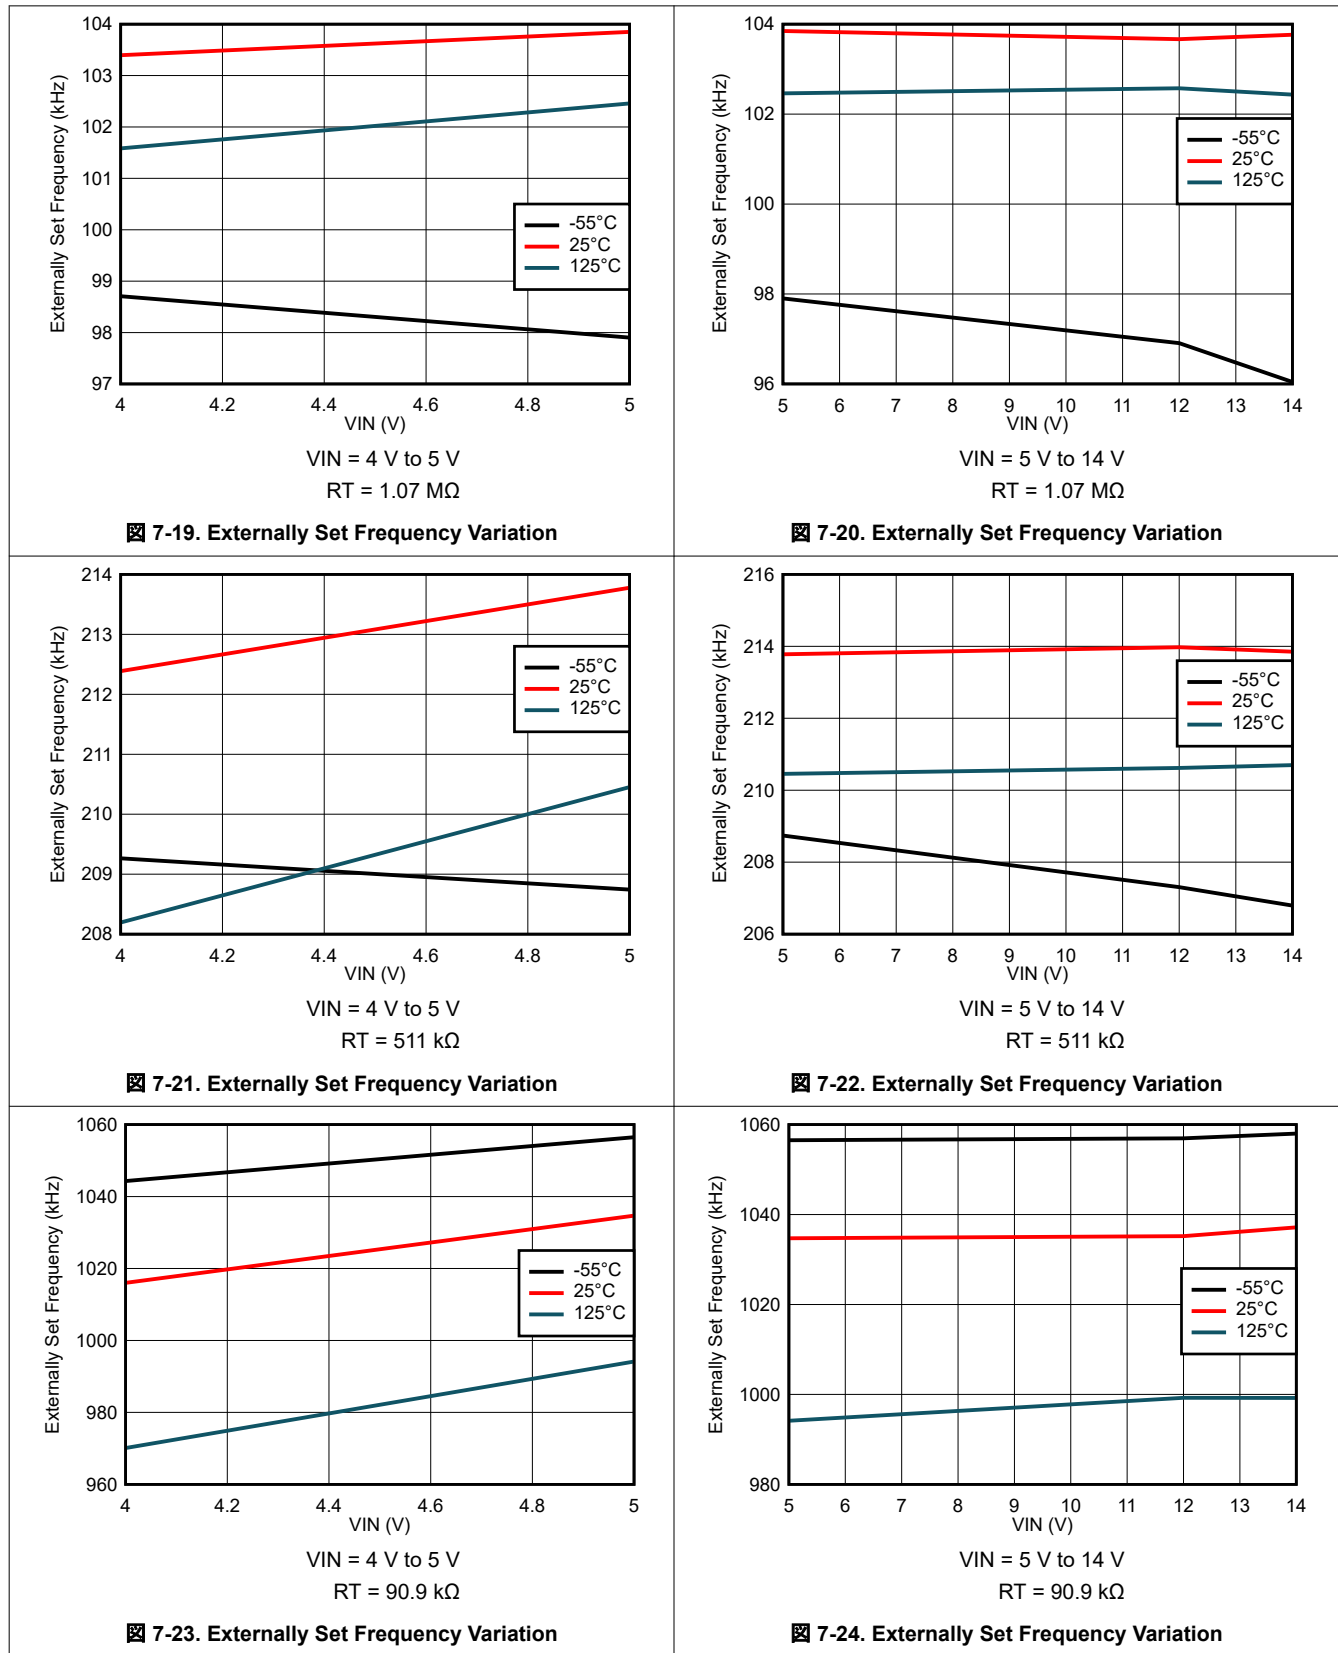 104
103
102
101
100
99
98
97
Externally Set Frequency (kHz)
-55°C
25°C
125°C
4 4.2 4.4 4.6 4.8 5
VIN (V)
VIN = 4 V to 5 V
RT = 1.07 MΩ
図 7-19. Externally Set Frequency Variation
104
102
100
98
96
Externally Set Frequency (kHz)
-55°C
25°C
125°C
5 6 7 8 9 10 11 12 13 14
VIN (V)
VIN = 5 V to 14 V
RT = 1.07 MΩ
図 7-20. Externally Set Frequency Variation
214
213
212
211
210
209
208
Externally Set Frequency (kHz)
-55°C
25°C
125°C
4 4.2 4.4 4.6 4.8 5
VIN (V)
VIN = 4 V to 5 V
RT = 511 kΩ
図 7-21. Externally Set Frequency Variation
216
214
212
210
208
206
Externally Set Frequency (kHz)
-55°C
25°C
125°C
5 6 7 8 9 10 11 12 13 14
VIN (V)
VIN = 5 V to 14 V
RT = 511 kΩ
図 7-22. Externally Set Frequency Variation
1060
1040
1020
1000
980
960
Externally Set Frequency (kHz)
-55°C
25°C
125°C
4 4.2 4.4 4.6 4.8 5
VIN (V)
VIN = 4 V to 5 V
RT = 90.9 kΩ
図 7-23. Externally Set Frequency Variation
1060
1040
1020
1000
980
Externally Set Frequency (kHz)
-55°C
25°C
125°C
5 6 7 8 9 10 11 12 13 14
VIN (V)
VIN = 5 V to 14 V
RT = 90.9 kΩ
図 7-24. Externally Set Frequency Variation